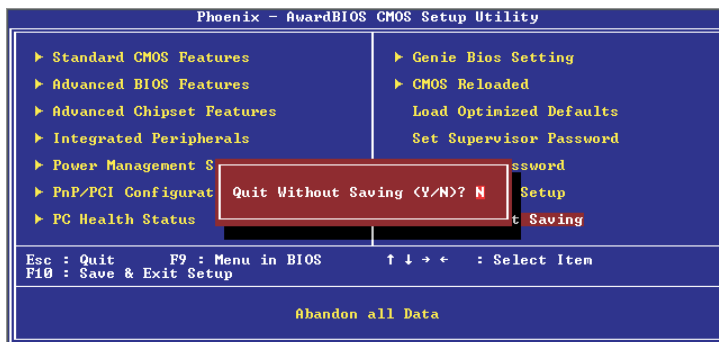 Phoenix - AwardBIOS CMOS Setup Utility
Standard CMOS Features
Advanced BIOS Features
Advanced Chipset Features
Integrated Peripherals
Power Management S
PnP/PCI Configurat
PC Health Status
Genie Bios Setting
CMOS Reloaded
Load Optimized Defaults
Set Supervisor Password
ssword
Setup
t Saving
Quit Without Saving (Y/N)? N
Esc : Quit F9 : Menu in BIOS ↑ ↓ → ← : Select Item
F10 : Save & Exit Setup
Abandon all Data